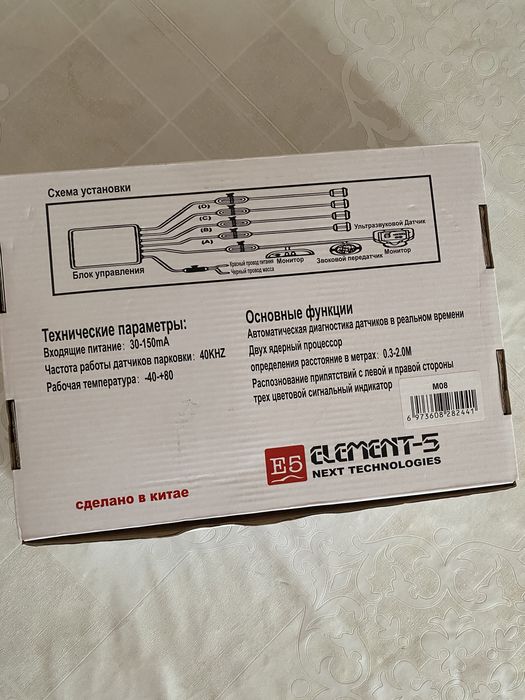 Схема установки
(D)
(C)
(B)
(A)
Блок управления
Красный провод питания
Черный провод масса
Монитор
Звоковой передатчик
Ультразвуковой Датчик
Монитор
Технические параметры:
Входящие питание: 30-150mA
Частота работы датчиков парковки: 40KHZ
Рабочая температура: -40-+80
Основные функции
Автоматическая диагностика датчиков в реальном времени
Двух ядерный процессор
определения расстояние в метрах: 0.3-2.0M
Распознование припятствий с левой и правой стороны
трех цветовой сигнальный индикатор
M08
6 973608 282441
E5 ELEMENT-5
NEXT TECHNOLOGIES
сделано в китае